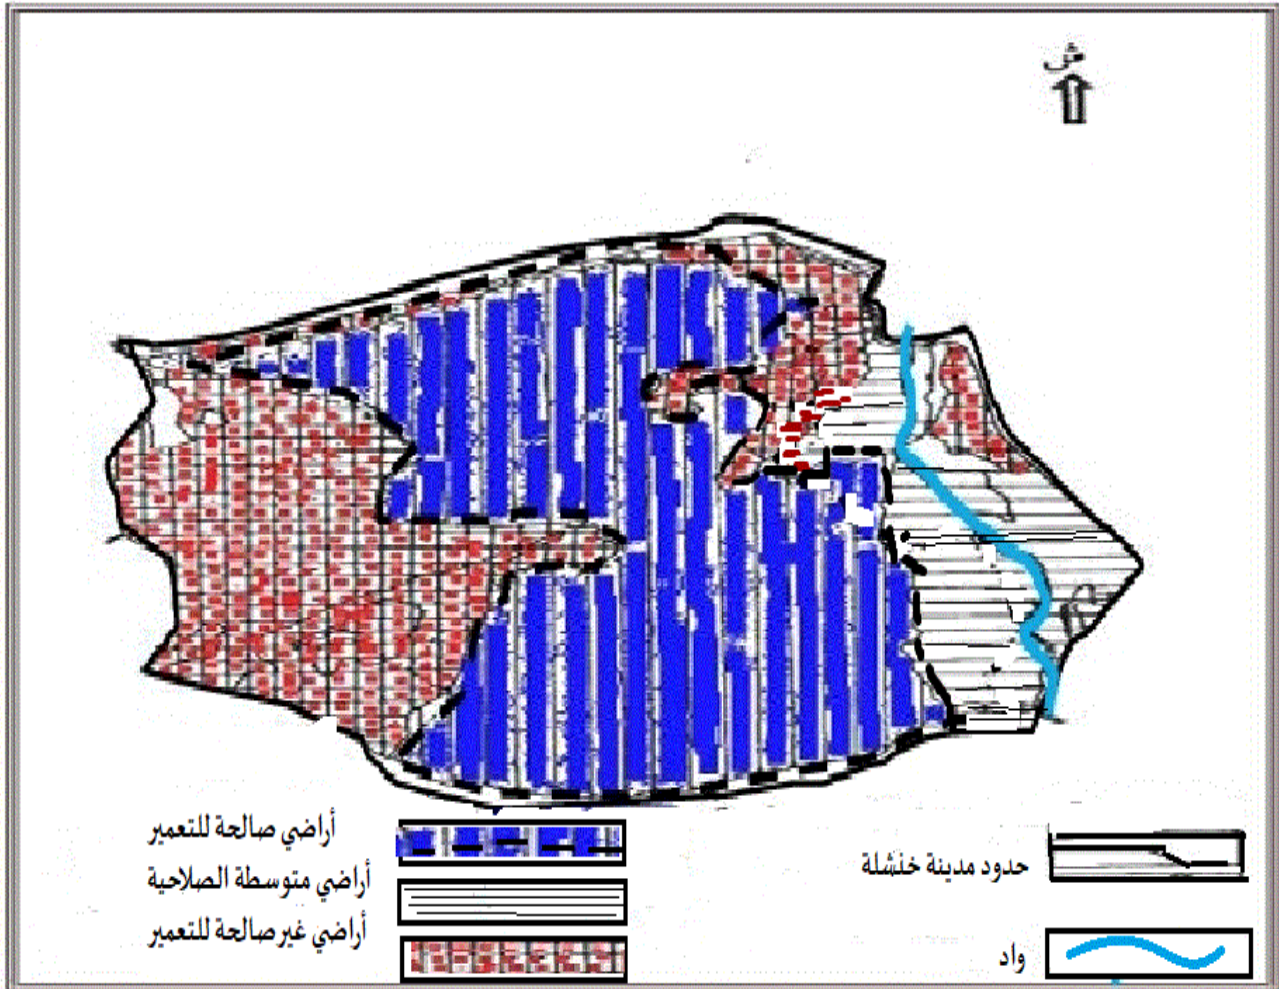 ش
أراضي صالحة للتعمير
أراضي متوسطة الصلاحية
أراضي غير صالحة للتعمير
حدود مدينة خنشلة
واد